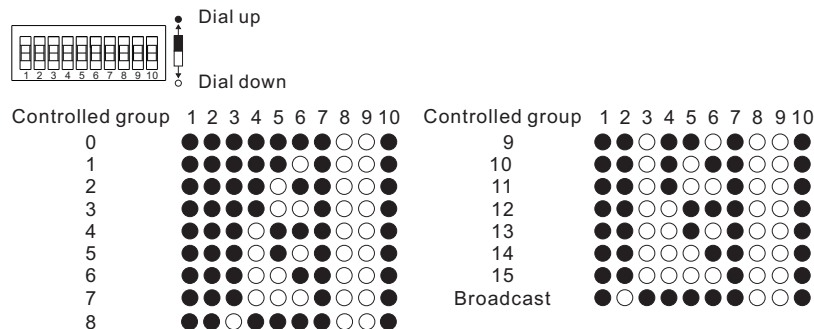 Dial up
1 2 3 4 5 6 7 8 9 10
Dial down
Controlled group 1 2 3 4 5 6 7 8 9 10
0
1
2
3
4
5
6
7
8
Controlled group 1 2 3 4 5 6 7 8 9 10
9
10
11
12
13
14
15
Broadcast